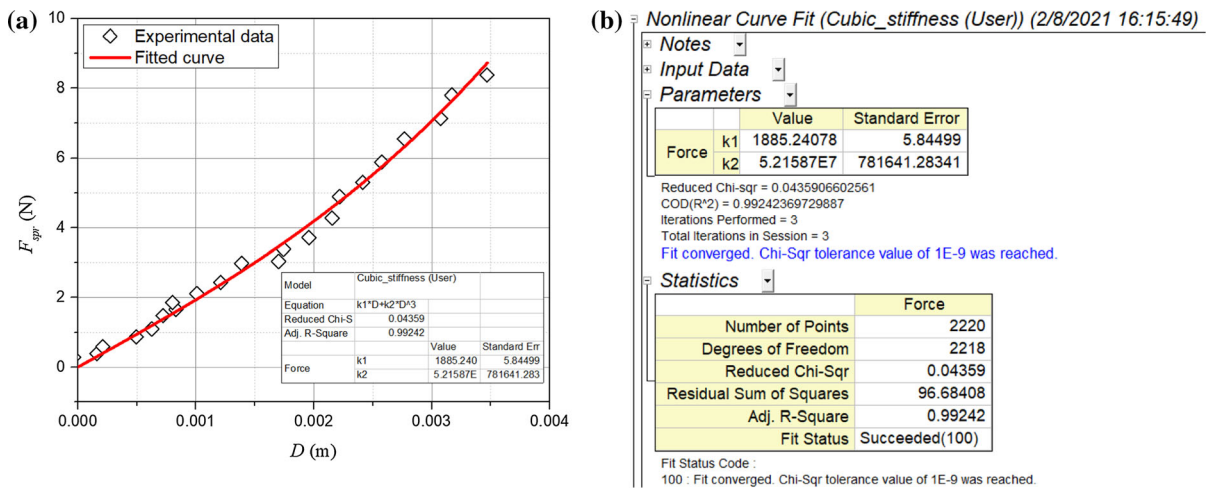 (a)
10
8
6
4
2
0
F_spr (N)
Experimental data
Fitted curve
Model Cubic_stiffness (User)
Equation k1*D+k2*D^3
Reduced Chi-S 0.04359
Adj. R-Square 0.99242
Value Standard Err
Force k1 1885.240 5.84499
k2 5.21587E 781641.283
0.000 0.001 0.002 0.003 0.004
D (m)
(b)
Nonlinear Curve Fit (Cubic_stiffness (User)) (2/8/2021 16:15:49)
Notes
Input Data
Parameters
Value Standard Error
Force k1 1885.24078 5.84499
k2 5.21587E7 781641.28341
Reduced Chi-sqr = 0.0435906602561
COD(R^2) = 0.99242369729887
Iterations Performed = 3
Total Iterations in Session = 3
Fit converged. Chi-Sqr tolerance value of 1E-9 was reached.
Statistics
Force
Number of Points 2220
Degrees of Freedom 2218
Reduced Chi-Sqr 0.04359
Residual Sum of Squares 96.68408
Adj. R-Square 0.99242
Fit Status Succeeded(100)
Fit Status Code :
100 : Fit converged. Chi-Sqr tolerance value of 1E-9 was reached.